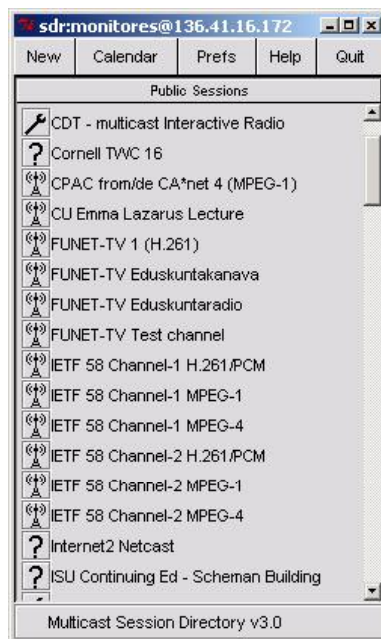 sdr:monitores@136.41.16.172
New Calendar Prefs Help Quit
Public Sessions
CDT - multicast Interactive Radio
Cornell TWC 16
CPAC from/de CA*net 4 (MPEG-1)
CU Emma Lazarus Lecture
FUNET-TV 1 (H.261)
FUNET-TV Eduskuntakanava
FUNET-TV Eduskuntaradio
FUNET-TV Test channel
IETF 58 Channel-1 H.261/PCM
IETF 58 Channel-1 MPEG-1
IETF 58 Channel-1 MPEG-4
IETF 58 Channel-2 H.261/PCM
IETF 58 Channel-2 MPEG-1
IETF 58 Channel-2 MPEG-4
Internet2 Netcast
ISU Continuing Ed - Scheman Building
Multicast Session Directory v3.0